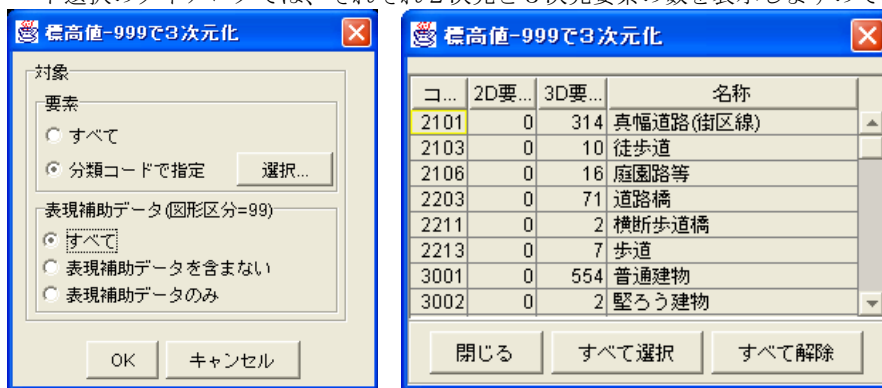 標高値-999で3次元化
対象
要素
すべて
分類コードで指定 選択...
表現補助データ(図形区分=99)
すべて
表現補助データを含まない
表現補助データのみ
OK キャンセル
標高値-999で3次元化
コ... 2D要... 3D要... 名称
2101 0 314 真幅道路(街区線)
2103 0 10 徒歩道
2106 0 16 庭園路等
2203 0 71 道路橋
2211 0 2 横断歩道橋
2213 0 7 歩道
3001 0 554 普通建物
3002 0 2 堅ろう建物
閉じる すべて選択 すべて解除